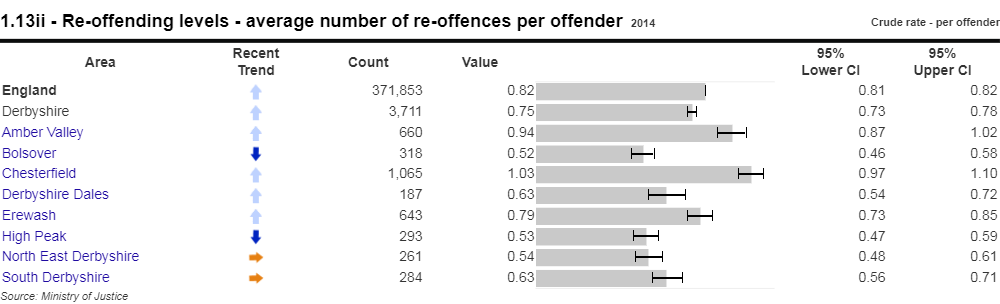 1.13ii - Re-offending levels - average number of re-offences per offender 2014 Crude rate - per offender
Area Recent Trend Count Value 95% Lower CI 95% Upper CI
England 371,853 0.82 0.81 0.82
Derbyshire 3,711 0.75 0.73 0.78
Amber Valley 660 0.94 0.87 1.02
Bolsover 318 0.52 0.46 0.58
Chesterfield 1,065 1.03 0.97 1.10
Derbyshire Dales 187 0.63 0.54 0.72
Erewash 643 0.79 0.73 0.85
High Peak 293 0.53 0.47 0.59
North East Derbyshire 261 0.54 0.48 0.61
South Derbyshire 284 0.63 0.56 0.71
Source: Ministry of Justice